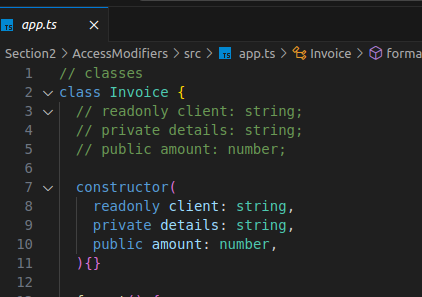 TS app.ts ×
Section2 > AccessModifiers > src > TS app.ts > Invoice > forma
1 // classes
2 class Invoice {
3 // readonly client: string;
4 // private details: string;
5 // public amount: number;
6
7 constructor(
8 readonly client: string,
9 private details: string,
10 public amount: number,
11 ){}
12